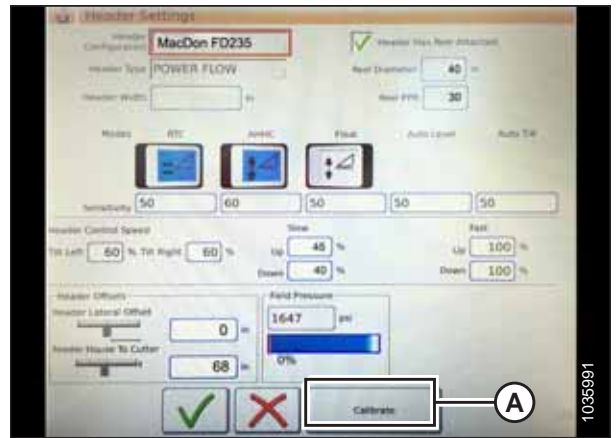 Header Settings
Header Configuration MacDon FD235 Header Has Reel Attached
Header Type POWER FLOW Reel Diameter 40 in
Header Width in Reel PPR 30
Modes RTC AHHC Float Auto Level Auto Tilt
Sensitivity 50 60 50 50 50
Header Control Speed Slow Fast
Tilt Left 60 % Tilt Right 60 % Up 46 % Up 100 %
Down 40 % Down 100 %
Header Offsets Field Pressure
Header Lateral Offset 1647 psi
0 in
Feeder House To Cutter 0%
68 in
Calibrate A
1035991